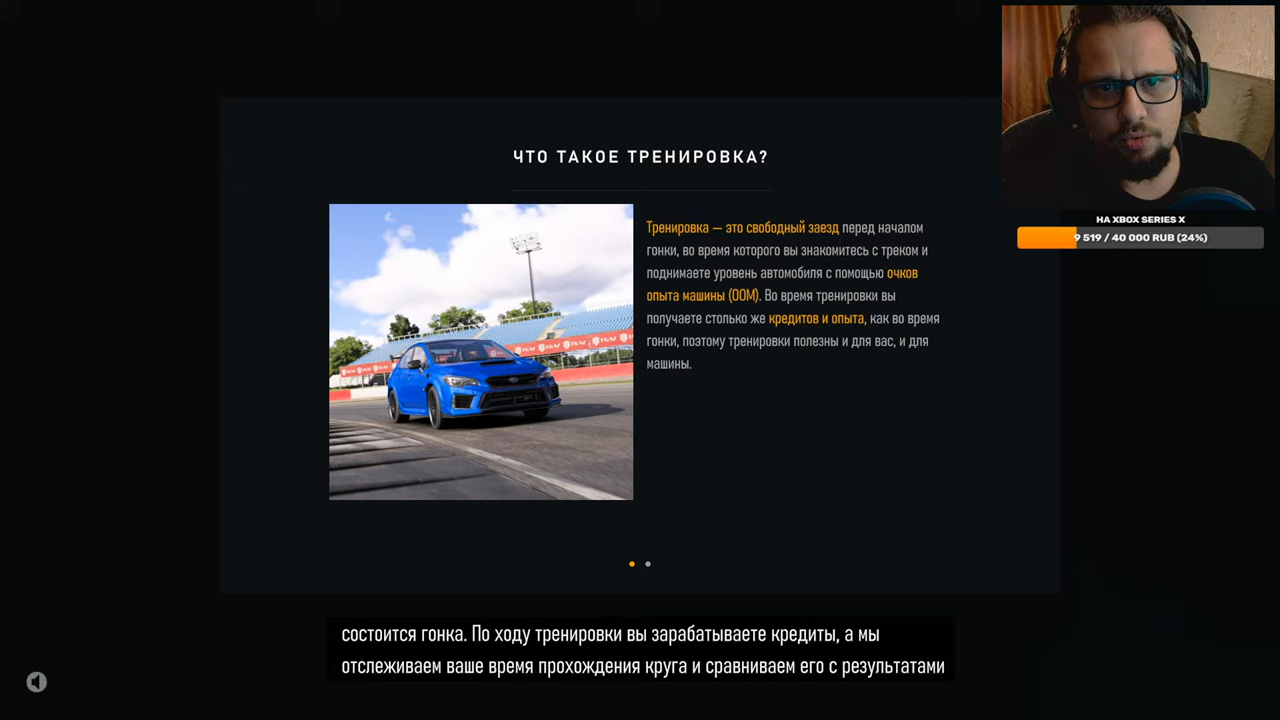 НА XBOX SERIES X
9 519 / 40 000 RUB (24%)
ЧТО ТАКОЕ ТРЕНИРОВКА?
Тренировка — это свободный заезд перед началом
гонки, во время которого вы знакомитесь с треком и
поднимаете уровень автомобиля с помощью очков
опыта машины (ООМ). Во время тренировки вы
получаете столько же кредитов и опыта, как во время
гонки, поэтому тренировки полезны и для вас, и для
машины.
состоится гонка. По ходу тренировки вы зарабатываете кредиты, а мы
отслеживаем ваше время прохождения круга и сравниваем его с результатами